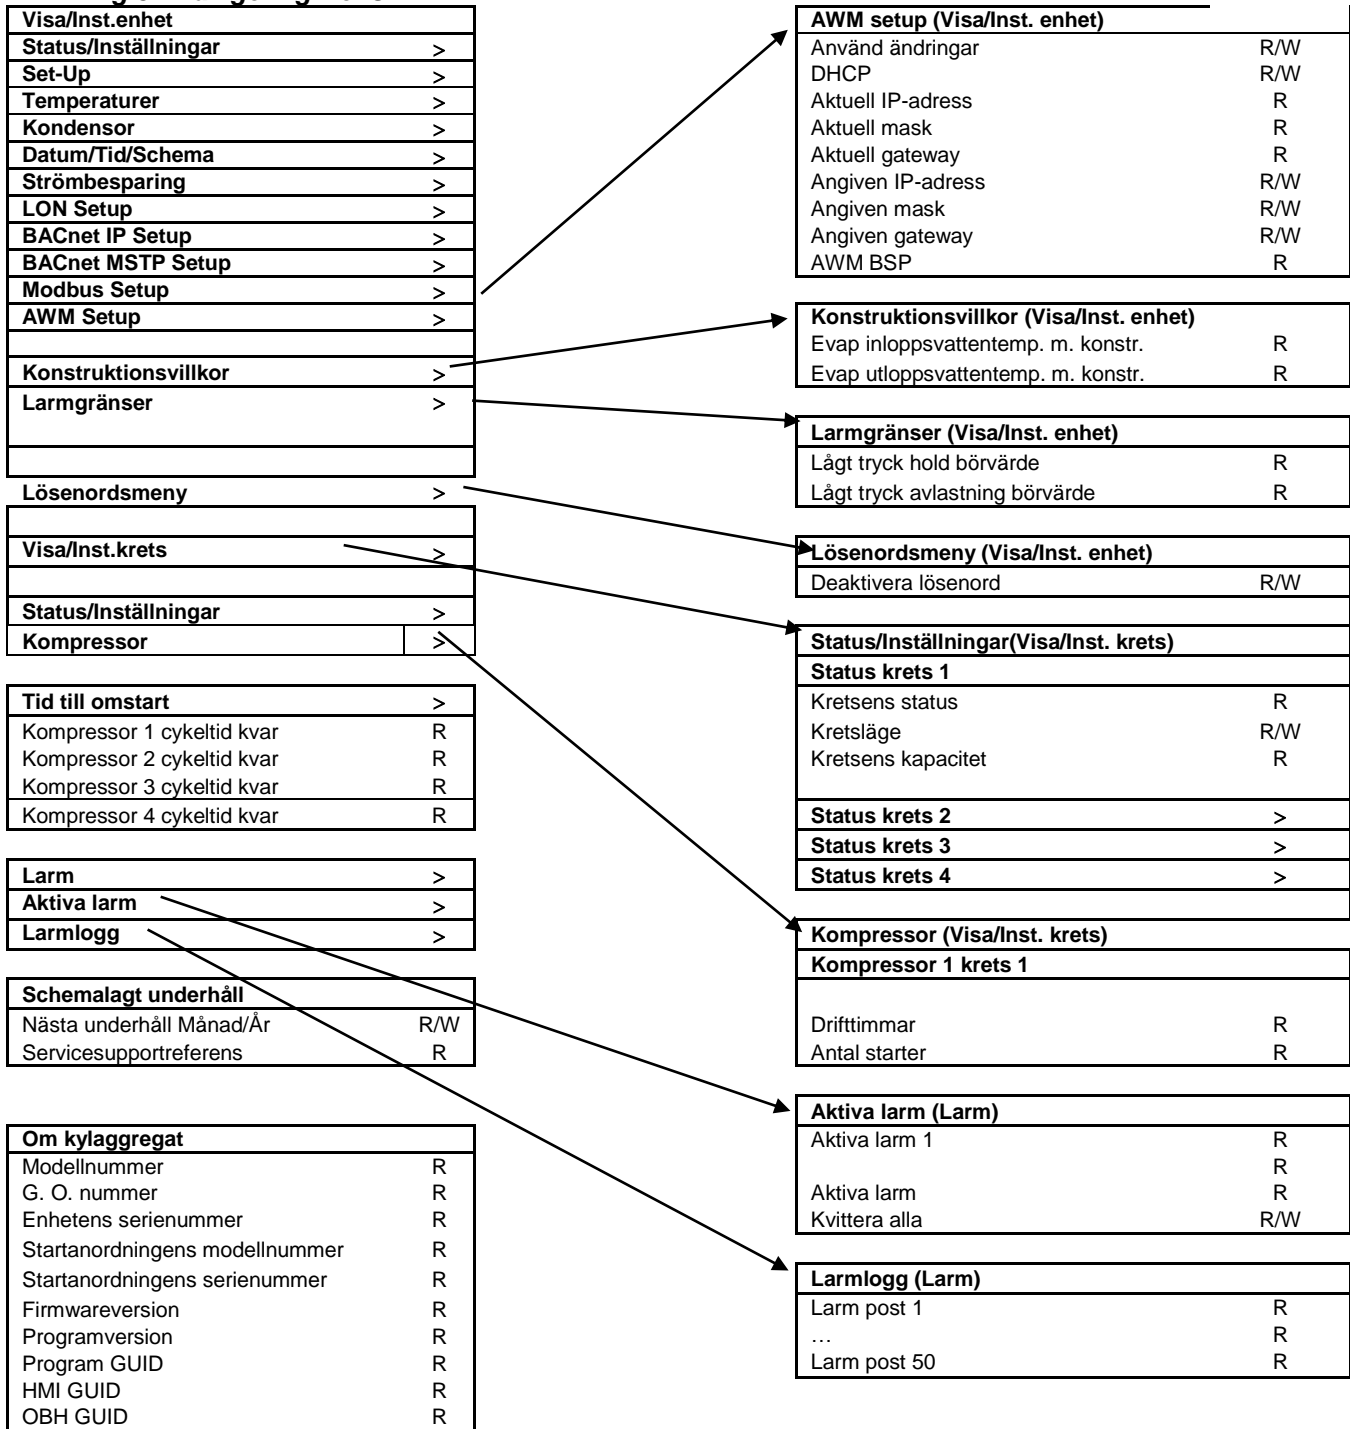 Visa/Inst.enhet
Status/Inställningar >
Set-Up >
Temperaturer >
Kondensor >
Datum/Tid/Schema >
Strömbesparing >
LON Setup >
BACnet IP Setup >
BACnet MSTP Setup >
Modbus Setup >
AWM Setup >
Konstruktionsvillkor >
Larmgränser >
Lösenordsmeny >
Visa/Inst.krets >
Status/Inställningar >
Kompressor >
Tid till omstart >
Kompressor 1 cykeltid kvar R
Kompressor 2 cykeltid kvar R
Kompressor 3 cykeltid kvar R
Kompressor 4 cykeltid kvar R
Larm >
Aktiva larm >
Larmlogg >
Schemalagt underhåll
Nästa underhåll Månad/År R/W
Servicesupportreferens R
Om kylaggregat
Modellnummer R
G. O. nummer R
Enhetens serienummer R
Startanordningens modellnummer R
Startanordningens serienummer R
Firmwareversion R
Programversion R
Program GUID R
HMI GUID R
OBH GUID R
AWM setup (Visa/Inst. enhet)
Använd ändringar R/W
DHCP R/W
Aktuell IP-adress R
Aktuell mask R
Aktuell gateway R
Angiven IP-adress R/W
Angiven mask R/W
Angiven gateway R/W
AWM BSP R
Konstruktionsvillkor (Visa/Inst. enhet)
Evap inloppsvattentemp. m. konstr. R
Evap utloppsvattentemp. m. konstr. R
Larmgränser (Visa/Inst. enhet)
Lågt tryck hold börvärde R
Lågt tryck avlastning börvärde R
Lösenordsmeny (Visa/Inst. enhet)
Deaktivera lösenord R/W
Status/Inställningar(Visa/Inst. krets)
Status krets 1
Kretsens status R
Kretsläge R/W
Kretsens kapacitet R
Status krets 2 >
Status krets 3 >
Status krets 4 >
Kompressor (Visa/Inst. krets)
Kompressor 1 krets 1
Drifttimmar R
Antal starter R
Aktiva larm (Larm)
Aktiva larm 1 R
R
Aktiva larm R
Kvittera alla R/W
Larmlogg (Larm)
Larm post 1 R
… R
Larm post 50 R